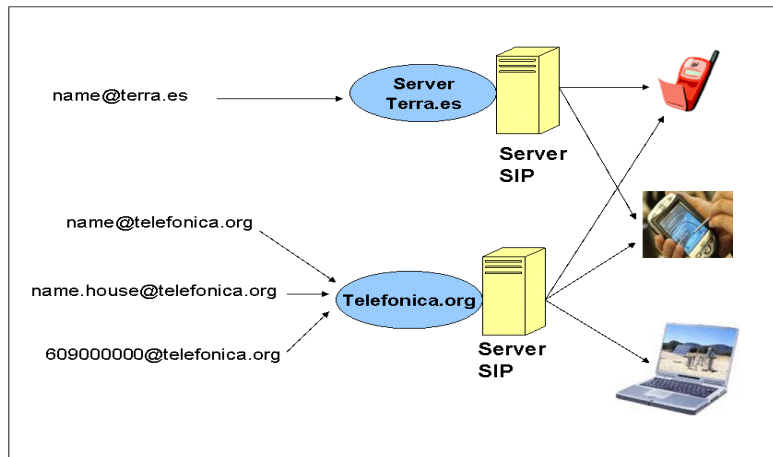 name@terra.es
Server
Terra.es
Server
SIP
name@telefonica.org
name.house@telefonica.org
609000000@telefonica.org
Telefonica.org
Server
SIP